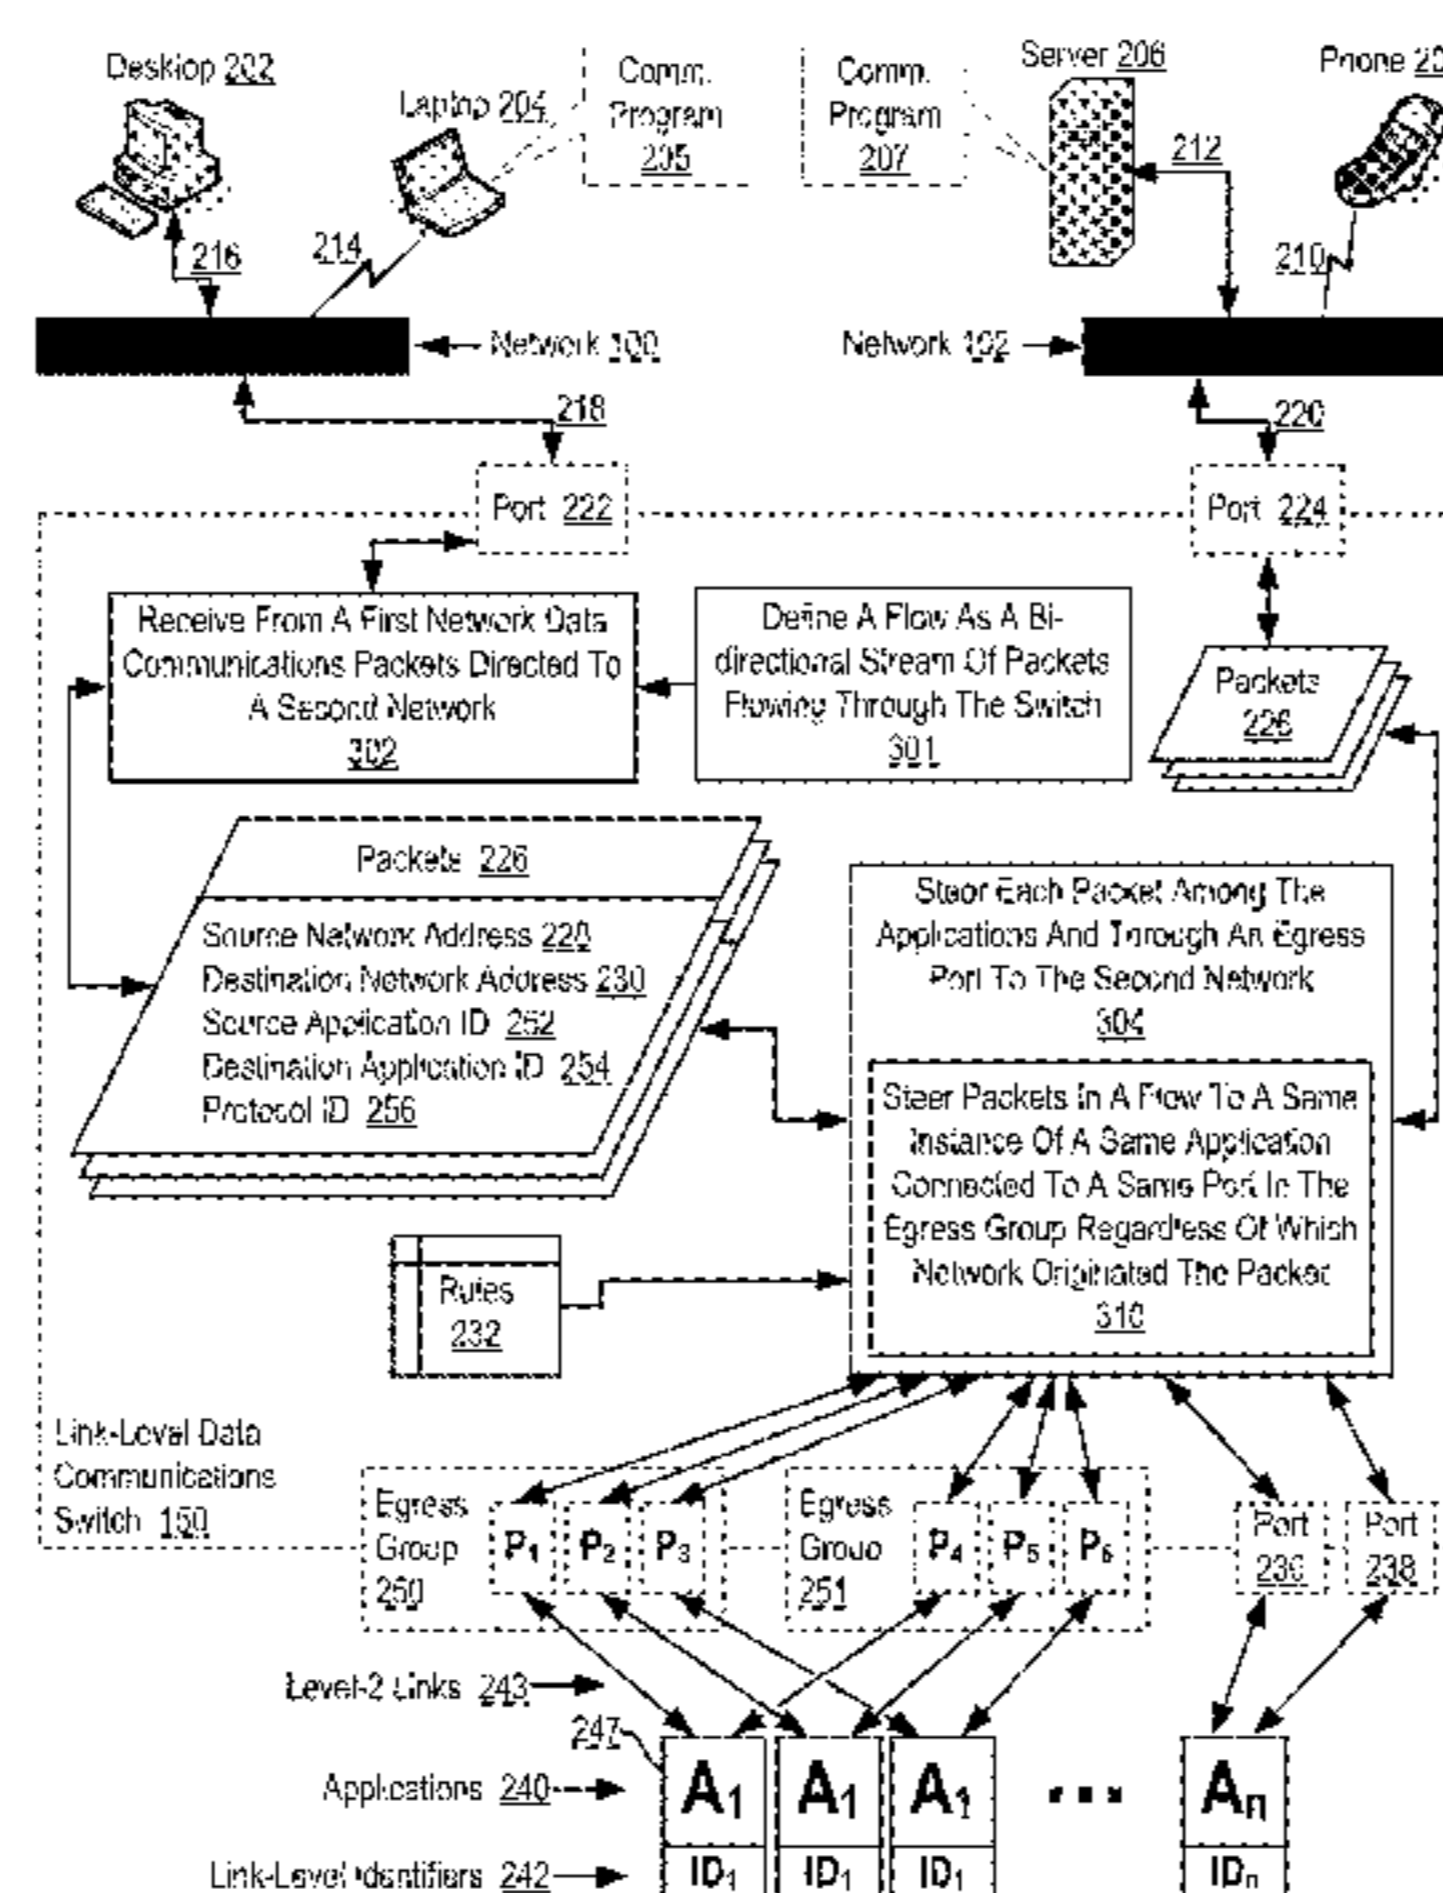 Desktop 202
Laptop 204
Comm.
Program
205
Comm.
Program
207
Server 206
Phone
212
216
214
210
Network 100
Network 102
218
220
Port 222
Port 224
Receive From A First Network Data
Communications Packets Directed To
A Second Network
302
Define A Flow As A Bi-
directional Stream Of Packets
Flowing Through The Switch
301
Packets
226
Packets 226
Source Network Address 228
Destination Network Address 230
Source Application ID 252
Destination Application ID 254
Protocol ID 256
Steer Each Packet Among The
Applications And Through An Egress
Port To The Second Network
304
Steer Packets In A Flow To A Same
Instance Of A Same Application
Connected To A Same Port In The
Egress Group Regardless Of Which
Network Originated The Packet
310
Rules
232
Link-Level Data
Communications
Switch 150
Egress
Group
250
P1
P2
P3
Egress
Group
251
P4
P5
P6
Port
236
Port
238
Level-2 Links 243
247
Applications 240
A1
A1
A1
...
An
Link-Level Identifiers 242
ID1
ID1
ID1
IDn